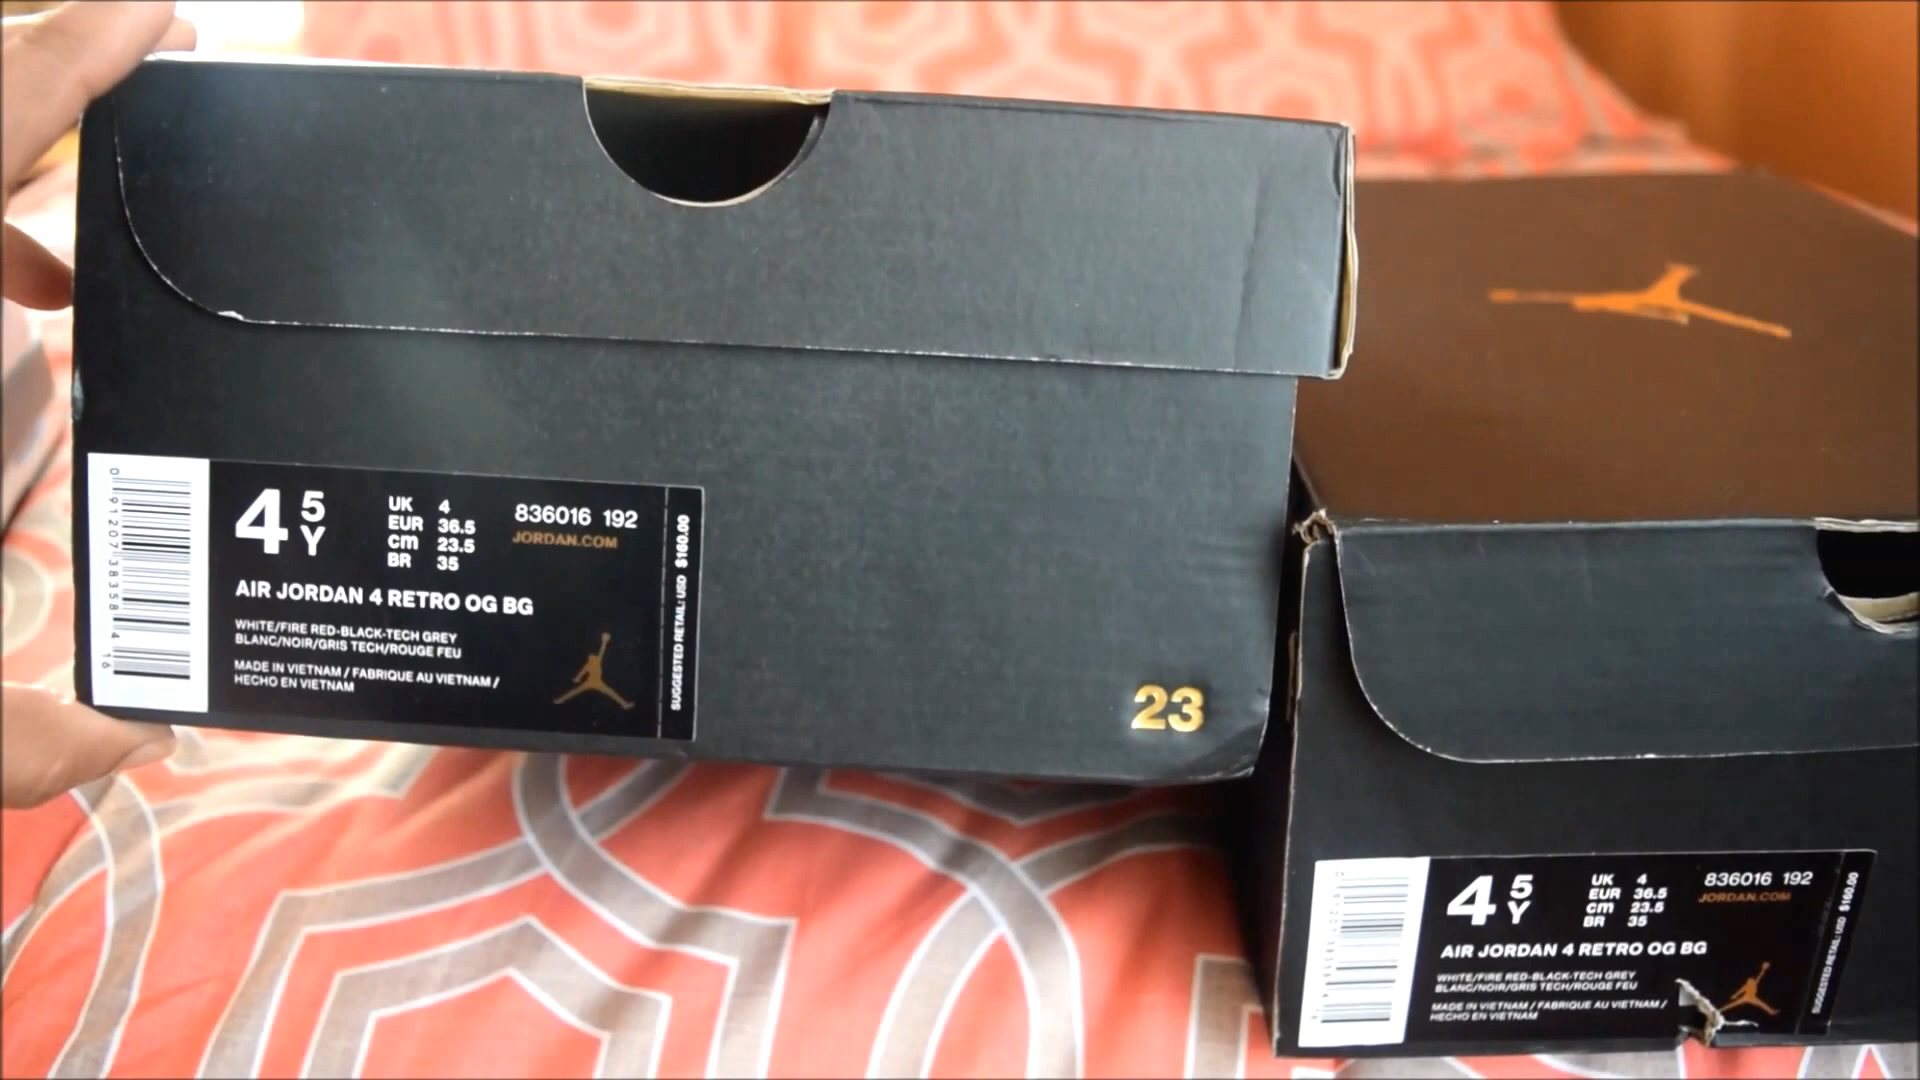 4 5 Y
UK 4
EUR 36.5
cm 23.5
BR 35
836016 192
JORDAN.COM
AIR JORDAN 4 RETRO OG BG
WHITE/FIRE RED-BLACK-TECH GREY
BLANC/NOIR/GRIS TECH/ROUGE FEU
MADE IN VIETNAM / FABRIQUE AU VIETNAM /
HECHO EN VIETNAM
SUGGESTED RETAIL: USD $160.00
0 91207 38358 4 16
23
4 5 Y
UK 4
EUR 36.5
cm 23.5
BR 35
836016 192
JORDAN.COM
AIR JORDAN 4 RETRO OG BG
WHITE/FIRE RED-BLACK-TECH GREY
BLANC/NOIR/GRIS TECH/ROUGE FEU
MADE IN VIETNAM / FABRIQUE AU VIETNAM /
HECHO EN VIETNAM
SUGGESTED RETAIL: USD $160.00